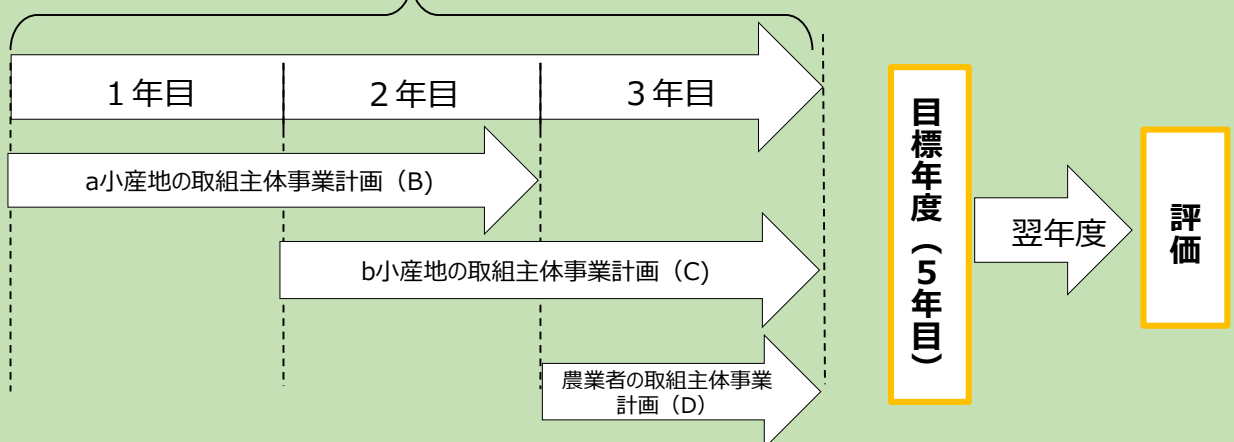 1年目
2年目
3年目
a小産地の取組主体事業計画（B)
b小産地の取組主体事業計画（C)
農業者の取組主体事業
計画（D）
目標年度（5年目）
翌年度
評価